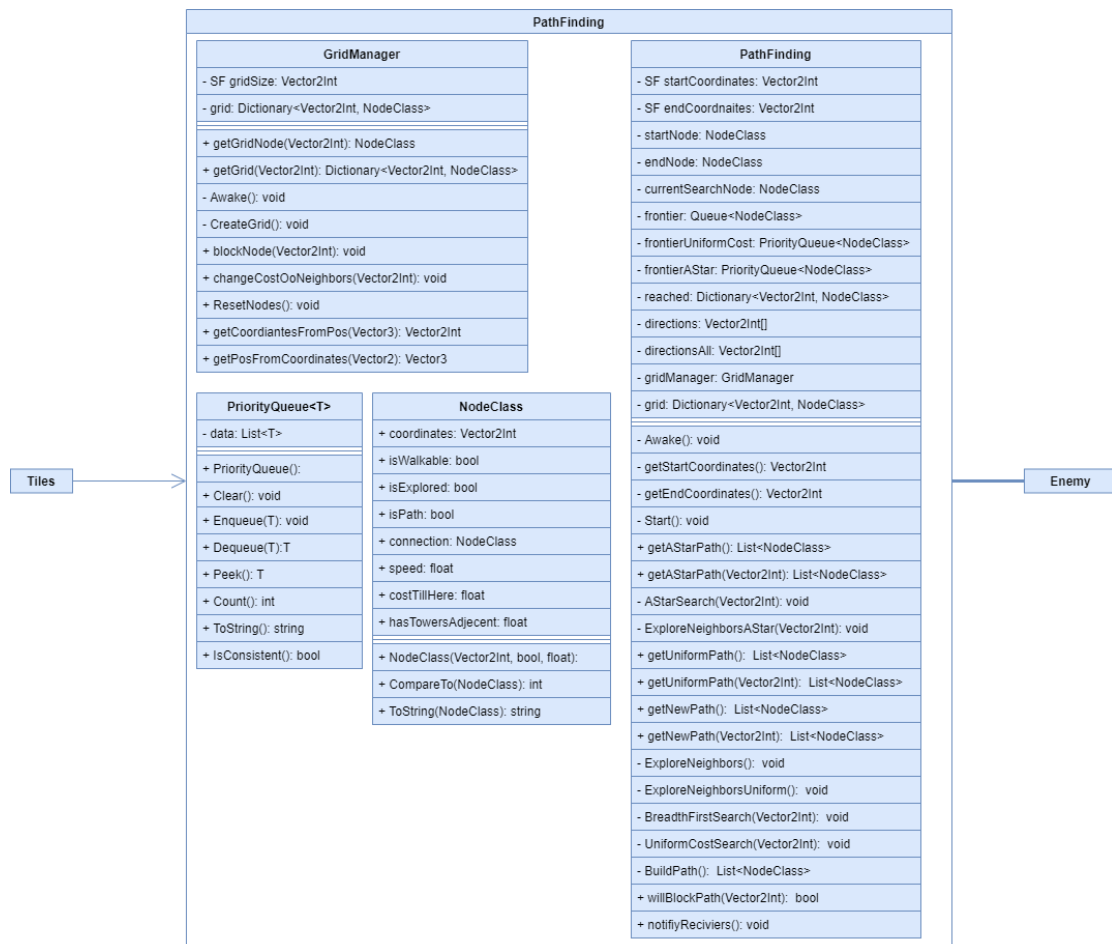 PathFinding
GridManager
- SF gridSize: Vector2Int
- grid: Dictionary<Vector2Int, NodeClass>
+ getGridNode(Vector2Int): NodeClass
+ getGrid(Vector2Int): Dictionary<Vector2Int, NodeClass>
- Awake(): void
- CreateGrid(): void
+ blockNode(Vector2Int): void
+ changeCostOoNeighbors(Vector2Int): void
+ ResetNodes(): void
+ getCoordiantesFromPos(Vector3): Vector2Int
+ getPosFromCoordinates(Vector2): Vector3
PriorityQueue<T>
- data: List<T>
+ PriorityQueue():
+ Clear(): void
+ Enqueue(T): void
+ Dequeue(T):T
+ Peek(): T
+ Count(): int
+ ToString(): string
+ IsConsistent(): bool
NodeClass
+ coordinates: Vector2Int
+ isWalkable: bool
+ isExplored: bool
+ isPath: bool
+ connection: NodeClass
+ speed: float
+ costTillHere: float
+ hasTowersAdjecent: float
+ NodeClass(Vector2Int, bool, float):
+ CompareTo(NodeClass): int
+ ToString(NodeClass): string
PathFinding
- SF startCoordinates: Vector2Int
- SF endCoordnaites: Vector2Int
- startNode: NodeClass
- endNode: NodeClass
- currentSearchNode: NodeClass
- frontier: Queue<NodeClass>
- frontierUniformCost: PriorityQueue<NodeClass>
- frontierAStar: PriorityQueue<NodeClass>
- reached: Dictionary<Vector2Int, NodeClass>
- directions: Vector2Int[]
- directionsAll: Vector2Int[]
- gridManager: GridManager
- grid: Dictionary<Vector2Int, NodeClass>
- Awake(): void
- getStartCoordinates(): Vector2Int
- getEndCoordinates(): Vector2Int
- Start(): void
+ getAStarPath(): List<NodeClass>
+ getAStarPath(Vector2Int): List<NodeClass>
- AStarSearch(Vector2Int): void
- ExploreNeighborsAStar(Vector2Int): void
+ getUniformPath(): List<NodeClass>
+ getUniformPath(Vector2Int): List<NodeClass>
+ getNewPath(): List<NodeClass>
+ getNewPath(Vector2Int): List<NodeClass>
- ExploreNeighbors(): void
- ExploreNeighborsUniform(): void
- BreadthFirstSearch(Vector2Int): void
- UniformCostSearch(Vector2Int): void
- BuildPath(): List<NodeClass>
+ willBlockPath(Vector2Int): bool
+ notifiyReciviers(): void
Tiles
Enemy